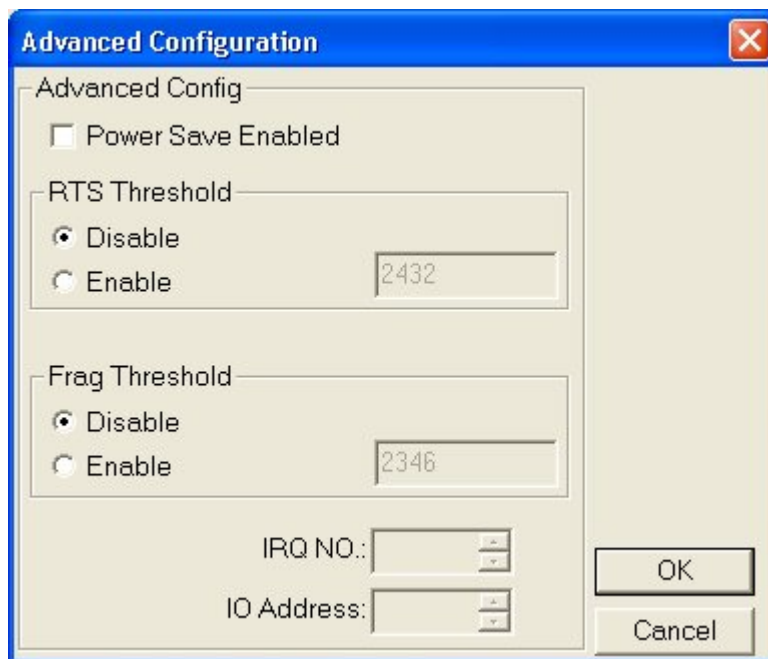 Advanced Configuration
Advanced Config
Power Save Enabled
RTS Threshold
Disable
Enable
2432
Frag Threshold
Disable
Enable
2346
IRQ NO.:
IO Address:
OK
Cancel